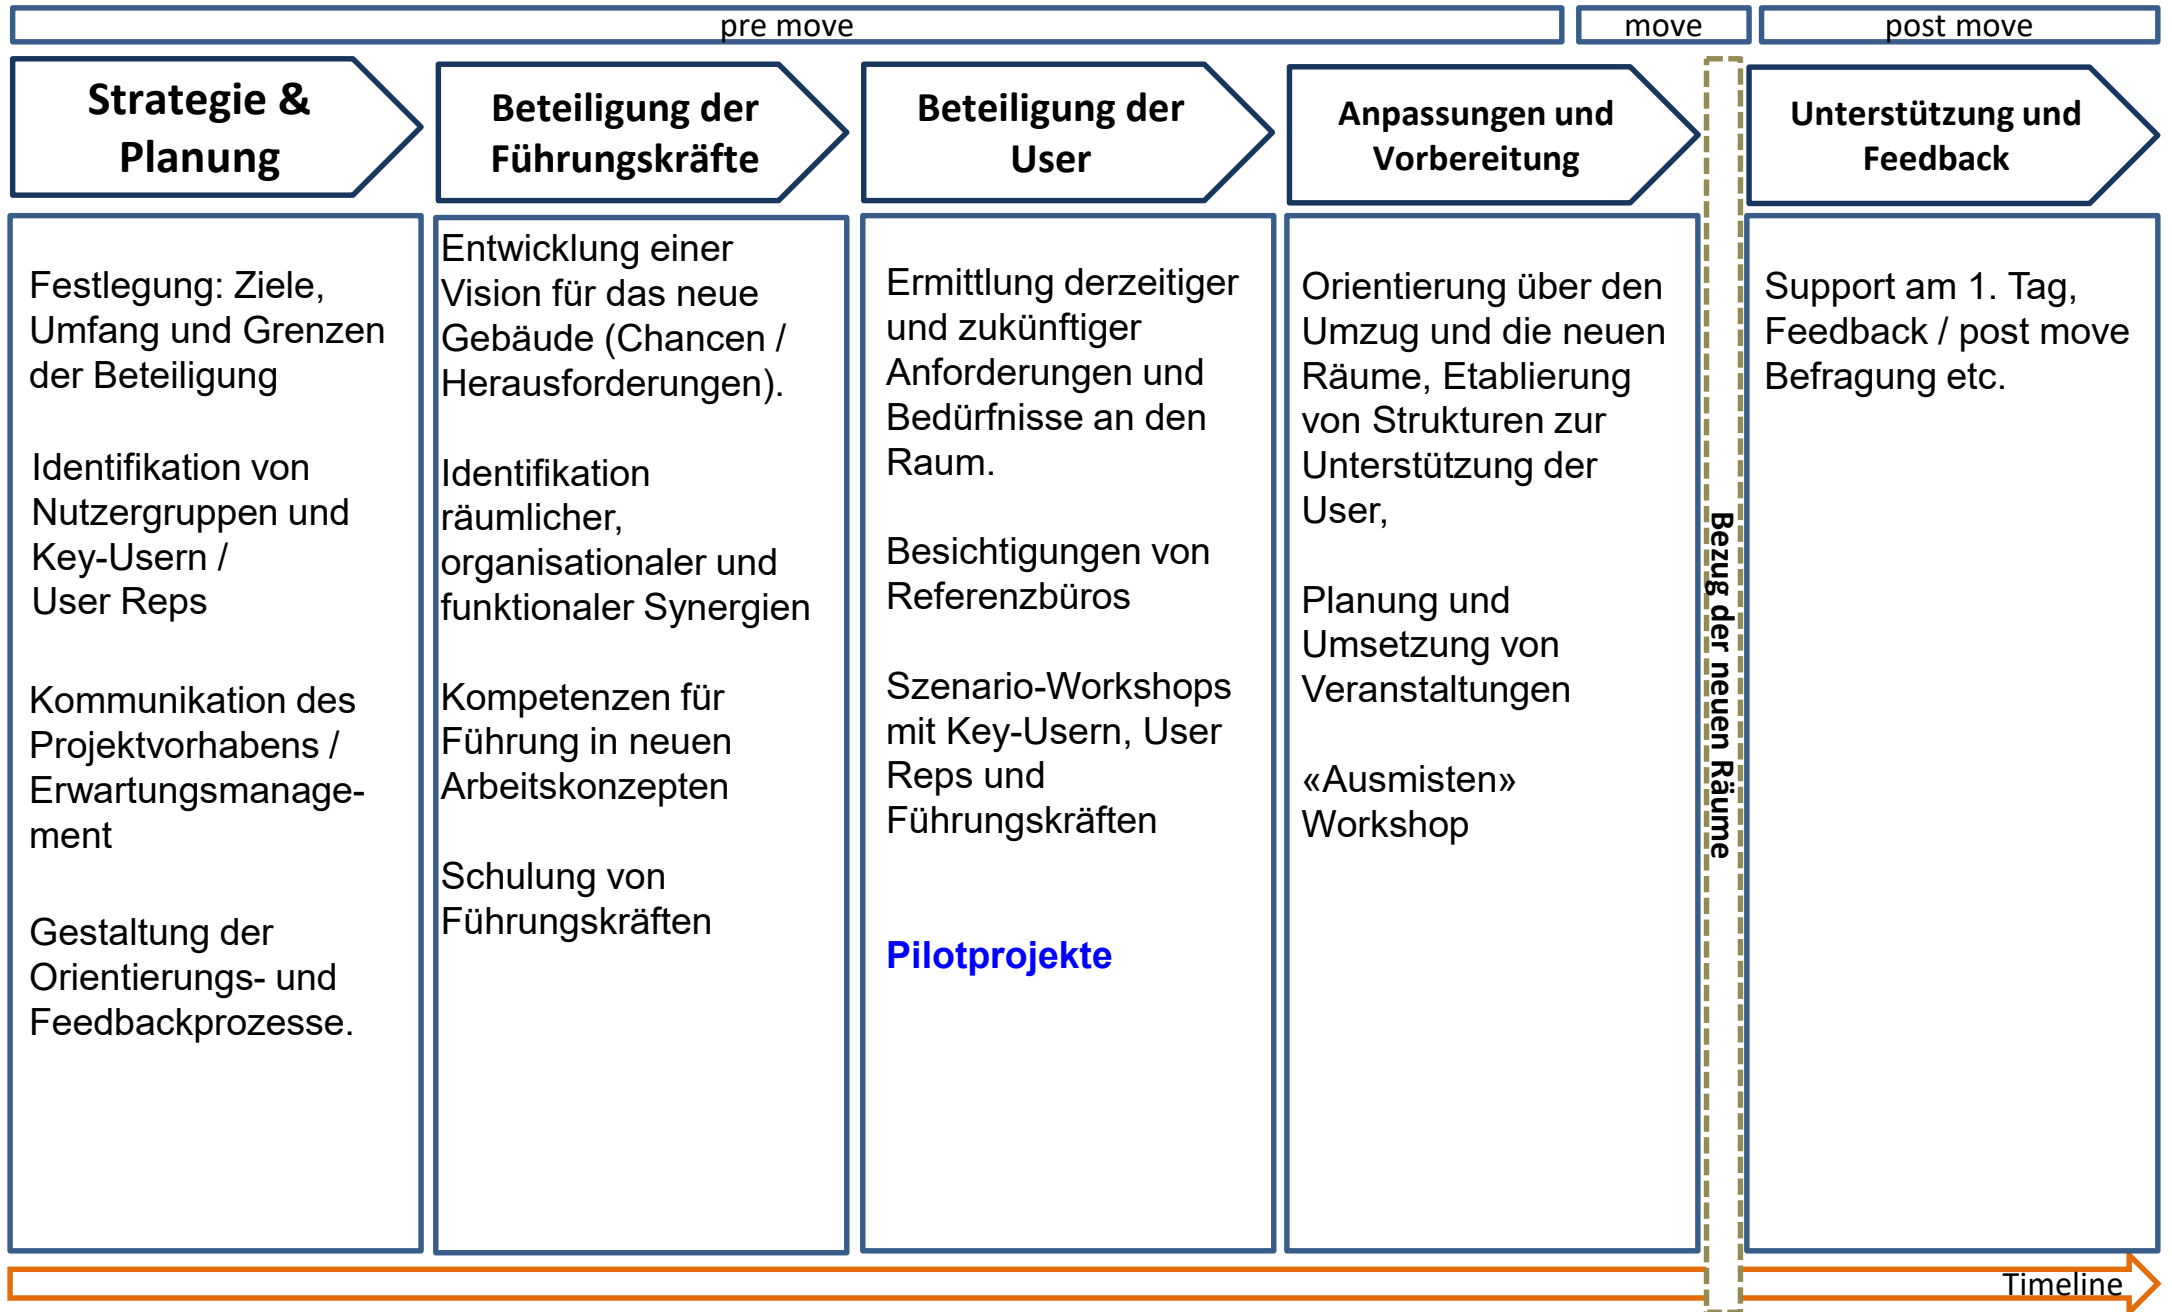 pre move
move
post move
Strategie &
Planung
Beteiligung der
Führungskräfte
Beteiligung der
User
Anpassungen und
Vorbereitung
Unterstützung und
Feedback
Festlegung: Ziele,
Umfang und Grenzen
der Beteiligung
Identifikation von
Nutzergruppen und
Key-Usern /
User Reps
Kommunikation des
Projektvorhabens /
Erwartungsmanage-
ment
Gestaltung der
Orientierungs- und
Feedbackprozesse.
Entwicklung einer
Vision für das neue
Gebäude (Chancen /
Herausforderungen).
Identifikation
räumlicher,
organisationaler und
funktionaler Synergien
Kompetenzen für
Führung in neuen
Arbeitskonzepten
Schulung von
Führungskräften
Ermittlung derzeitiger
und zukünftiger
Anforderungen und
Bedürfnisse an den
Raum.
Besichtigungen von
Referenzbüros
Szenario-Workshops
mit Key-Usern, User
Reps und
Führungskräften
Pilotprojekte
Orientierung über den
Umzug und die neuen
Räume, Etablierung
von Strukturen zur
Unterstützung der
User,
Planung und
Umsetzung von
Veranstaltungen
«Ausmisten»
Workshop
Bezug der neuen Räume
Support am 1. Tag,
Feedback / post move
Befragung etc.
Timeline